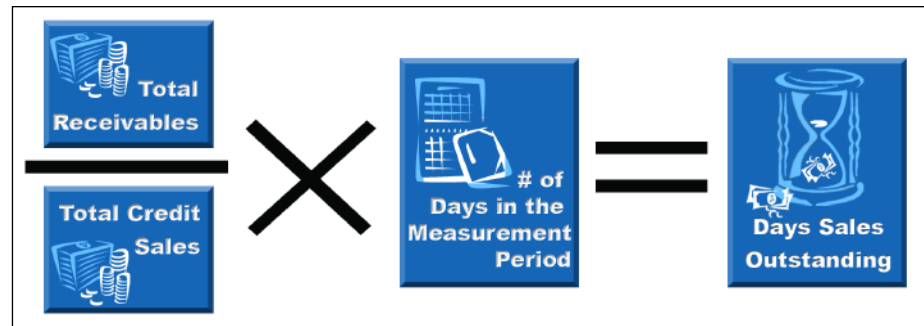 Total
Receivables
Total Credit
Sales
# of
Days in the
Measurement
Period
Days Sales
Outstanding